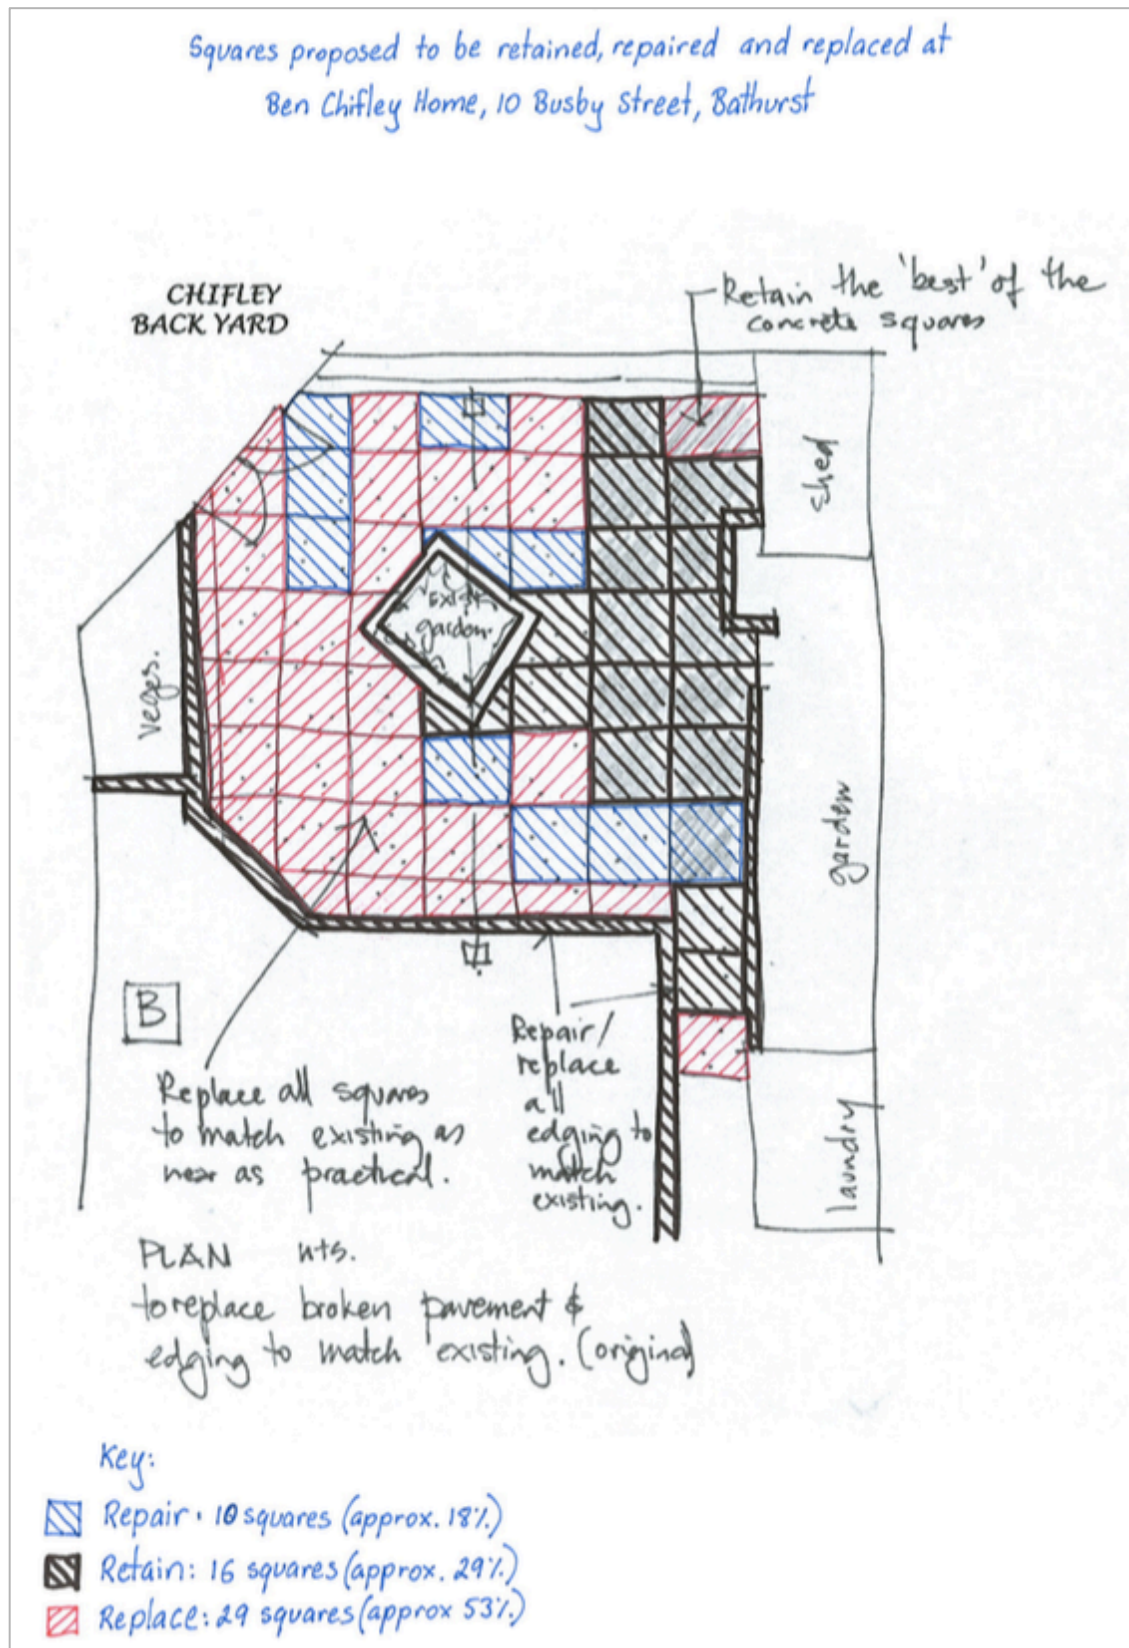 Squares proposed to be retained, repaired and replaced at
Ben Chifley Home, 10 Busby Street, Bathurst
CHIFLEY
BACK YARD
Retain the 'best' of the
concrete squares
shed
Exist
garden
veges.
garden
B
Replace all squares
to match existing as
near as practical.
Repair/
replace
all
edging to
match
existing.
laundry
PLAN nts.
to replace broken pavement &
edging to match existing. (original)
Key:
Repair: 10 squares (approx. 18%)
Retain: 16 squares (approx. 29%)
Replace: 29 squares (approx 53%)